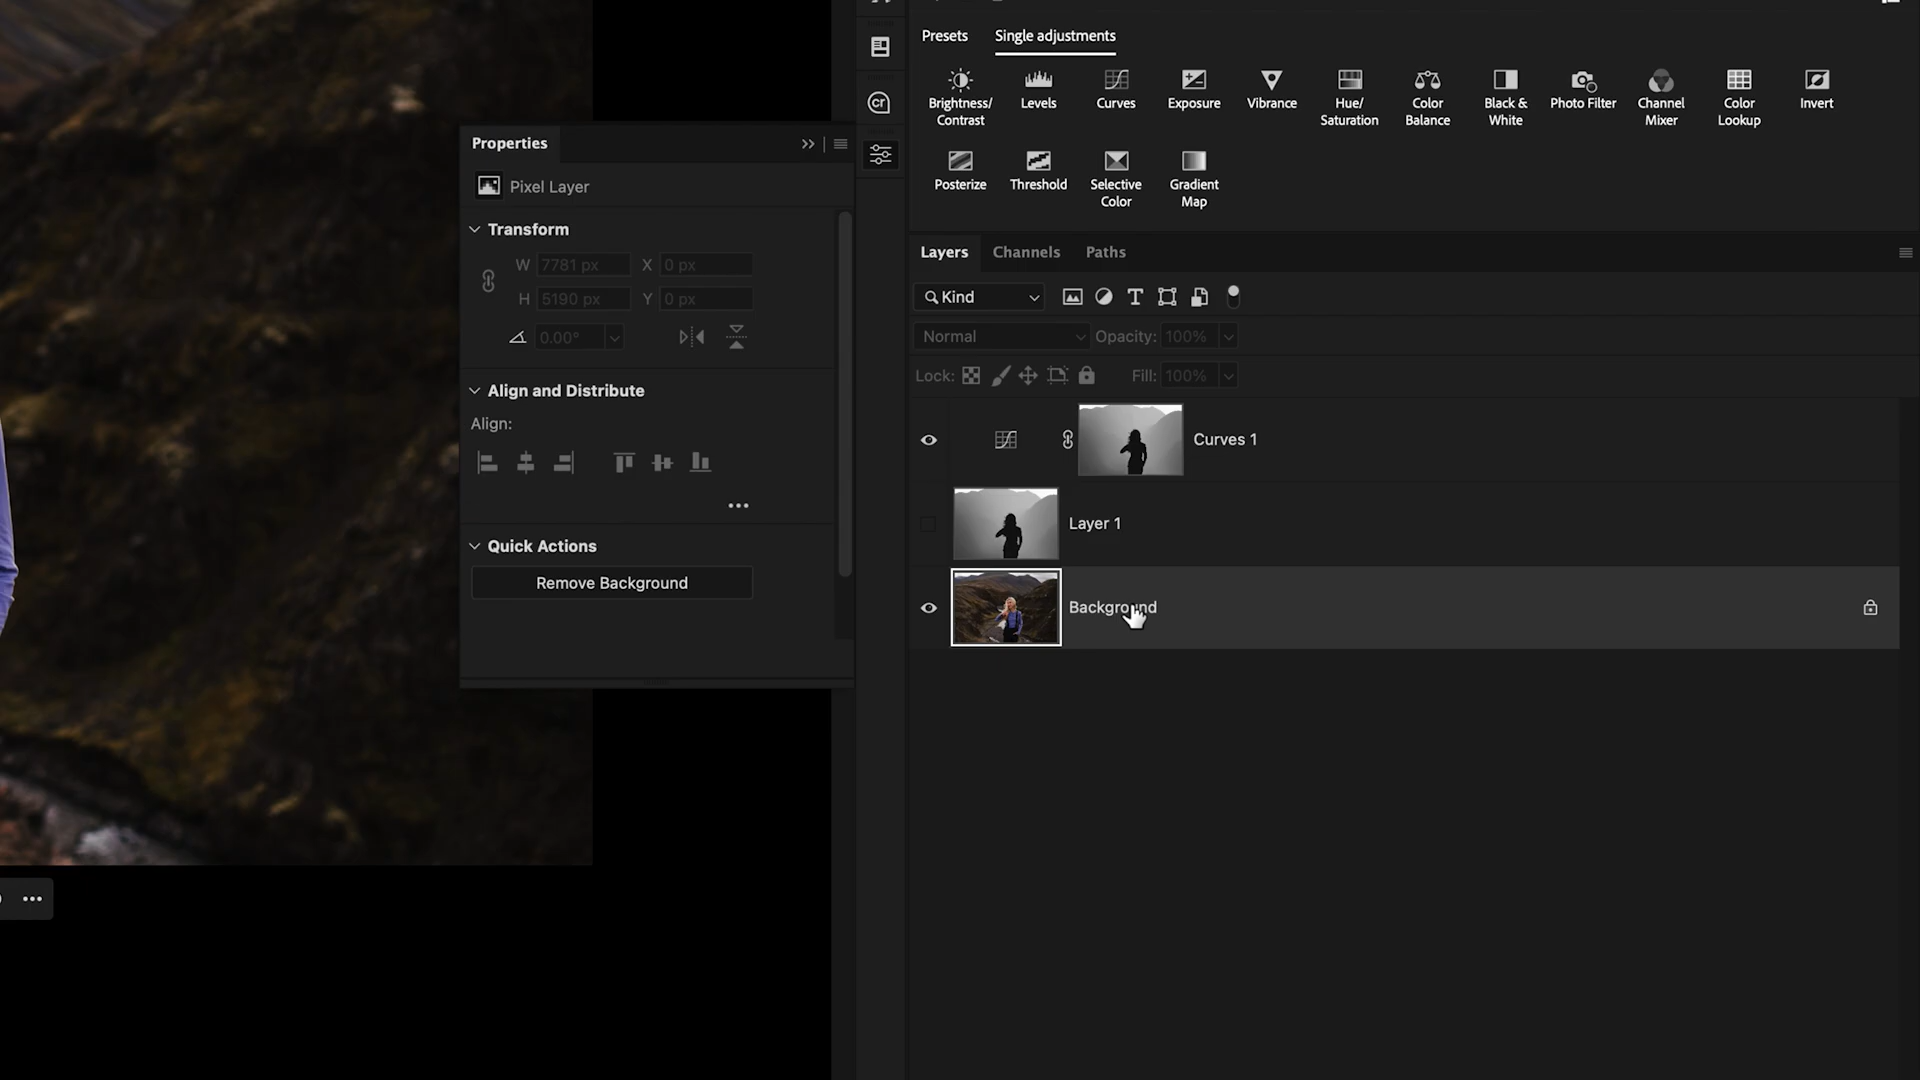 Presets Single adjustments
Brightness/ Contrast
Levels
Curves
Exposure
Vibrance
Hue/ Saturation
Color Balance
Black & White
Photo Filter
Channel Mixer
Color Lookup
Invert
Posterize
Threshold
Selective Color
Gradient Map
cr
Properties
Pixel Layer
Transform
W 7781 px X 0 px
H 5190 px Y 0 px
0.00°
Align and Distribute
Align:
Quick Actions
Remove Background
Layers Channels Paths
Kind
Normal Opacity: 100%
Lock: Fill: 100%
Curves 1
Layer 1
Background